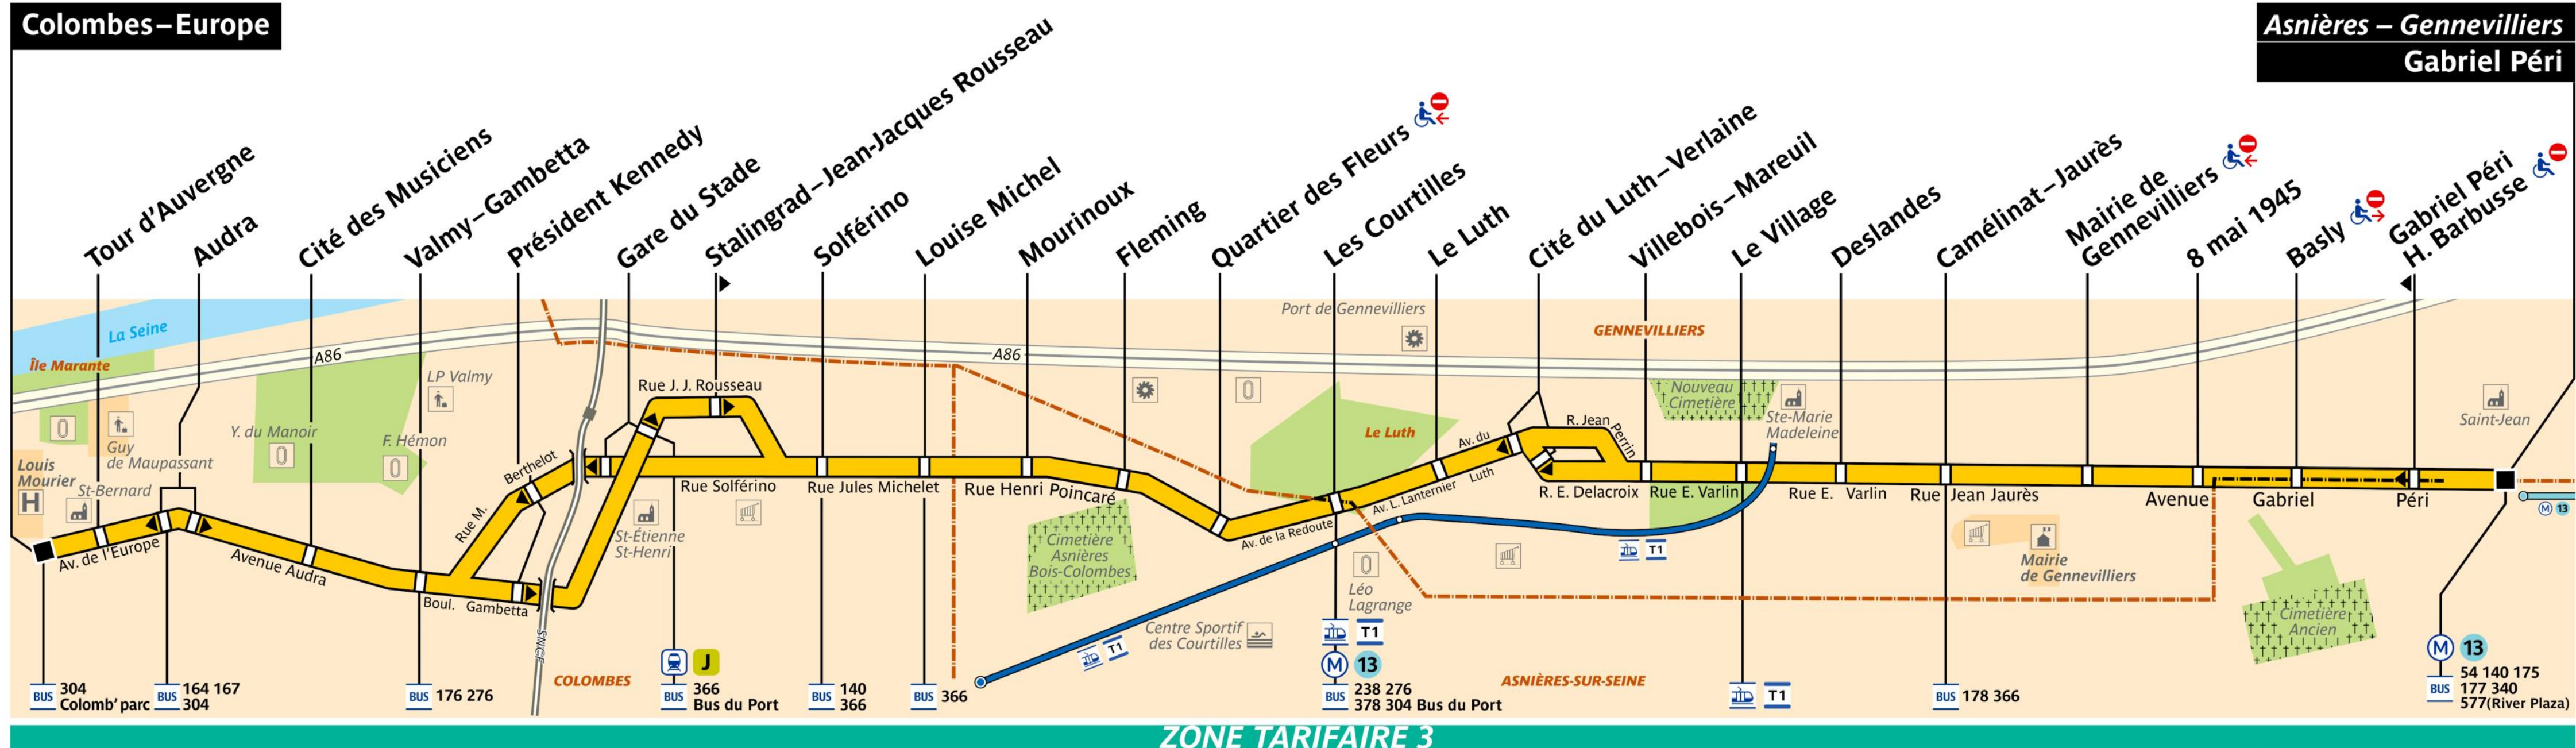 Colombes–Europe
Asnières – Gennevilliers
Gabriel Péri
Tour d’Auvergne
Audra
Cité des Musiciens
Valmy–Gambetta
Président Kennedy
Gare du Stade
Stalingrad–Jean-Jacques Rousseau
Solférino
Louise Michel
Mourinoux
Fleming
Quartier des Fleurs
Les Courtilles
Le Luth
Cité du Luth–Verlaine
Villebois–Mareuil
Le Village
Deslandes
Camélinat–Jaurès
Mairie de
Gennevilliers
8 mai 1945
Basly
Gabriel Péri
H. Barbusse
La Seine
Île Marante
A86
A86
Port de Gennevilliers
GENNEVILLIERS
LP Valmy
Y. du Manoir
F. Hémon
Guy
de Maupassant
Louis
Mourier
H
St-Bernard
Rue J. J. Rousseau
Le Luth
Nouveau
Cimetière
Ste-Marie
Madeleine
Saint-Jean
Av. de l’Europe
Avenue Audra
Boul. Gambetta
Rue M. Berthelot
SNCF
St-Étienne
St-Henri
Rue Solférino
Rue Jules Michelet
Rue Henri Poincaré
Av. de la Redoute
Av. L. Lanternier
Av. du Luth
R. Jean Perrin
R. E. Delacroix
Rue E. Varlin
Rue E. Varlin
Rue Jean Jaurès
Avenue Gabriel Péri
M 13
Cimetière
Asnières
Bois-Colombes
Centre Sportif
des Courtilles
Léo
Lagrange
T1
T1
Mairie
de Gennevilliers
Cimetière
Ancien
COLOMBES
ASNIÈRES-SUR-SEINE
BUS 304
Colomb’ parc
BUS 164 167
304
BUS 176 276
J
BUS 366
Bus du Port
BUS 140
366
BUS 366
T1
M 13
BUS 238 276
378 304 Bus du Port
T1
BUS 178 366
M 13
BUS 54 140 175
177 340
577(River Plaza)
ZONE TARIFAIRE 3